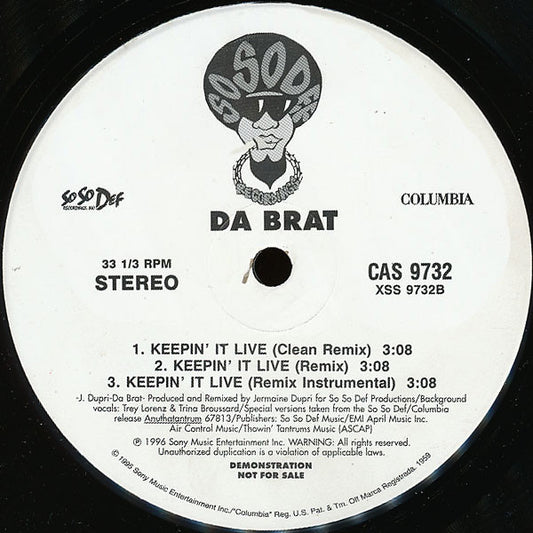 SO SO DEF
RECORDINGS
SO SO DEF
RECORDINGS, INC.
COLUMBIA
DA BRAT
33 1/3 RPM
STEREO
CAS 9732
XSS 9732B
1. KEEPIN' IT LIVE (Clean Remix) 3:08
2. KEEPIN' IT LIVE (Remix) 3:08
3. KEEPIN' IT LIVE (Remix Instrumental) 3:08
-J. Dupri-Da Brat- Produced and Remixed by Jermaine Dupri for So So Def Productions/Background
vocals: Trey Lorenz & Trina Broussard/Special versions taken from the So So Def/Columbia
release Anuthatantrum 67813/Publishers: So So Def Music/EMI April Music Inc.
Air Control Music/Thowin' Tantrums Music (ASCAP)
℗ 1996 Sony Music Entertainment Inc. WARNING: All rights reserved.
Unauthorized duplication is a violation of applicable laws.
DEMONSTRATION
NOT FOR SALE
© 1995 Sony Music Entertainment Inc./"Columbia" Reg. U.S. Pat. & Tm. Off Marca Registrada. 1959